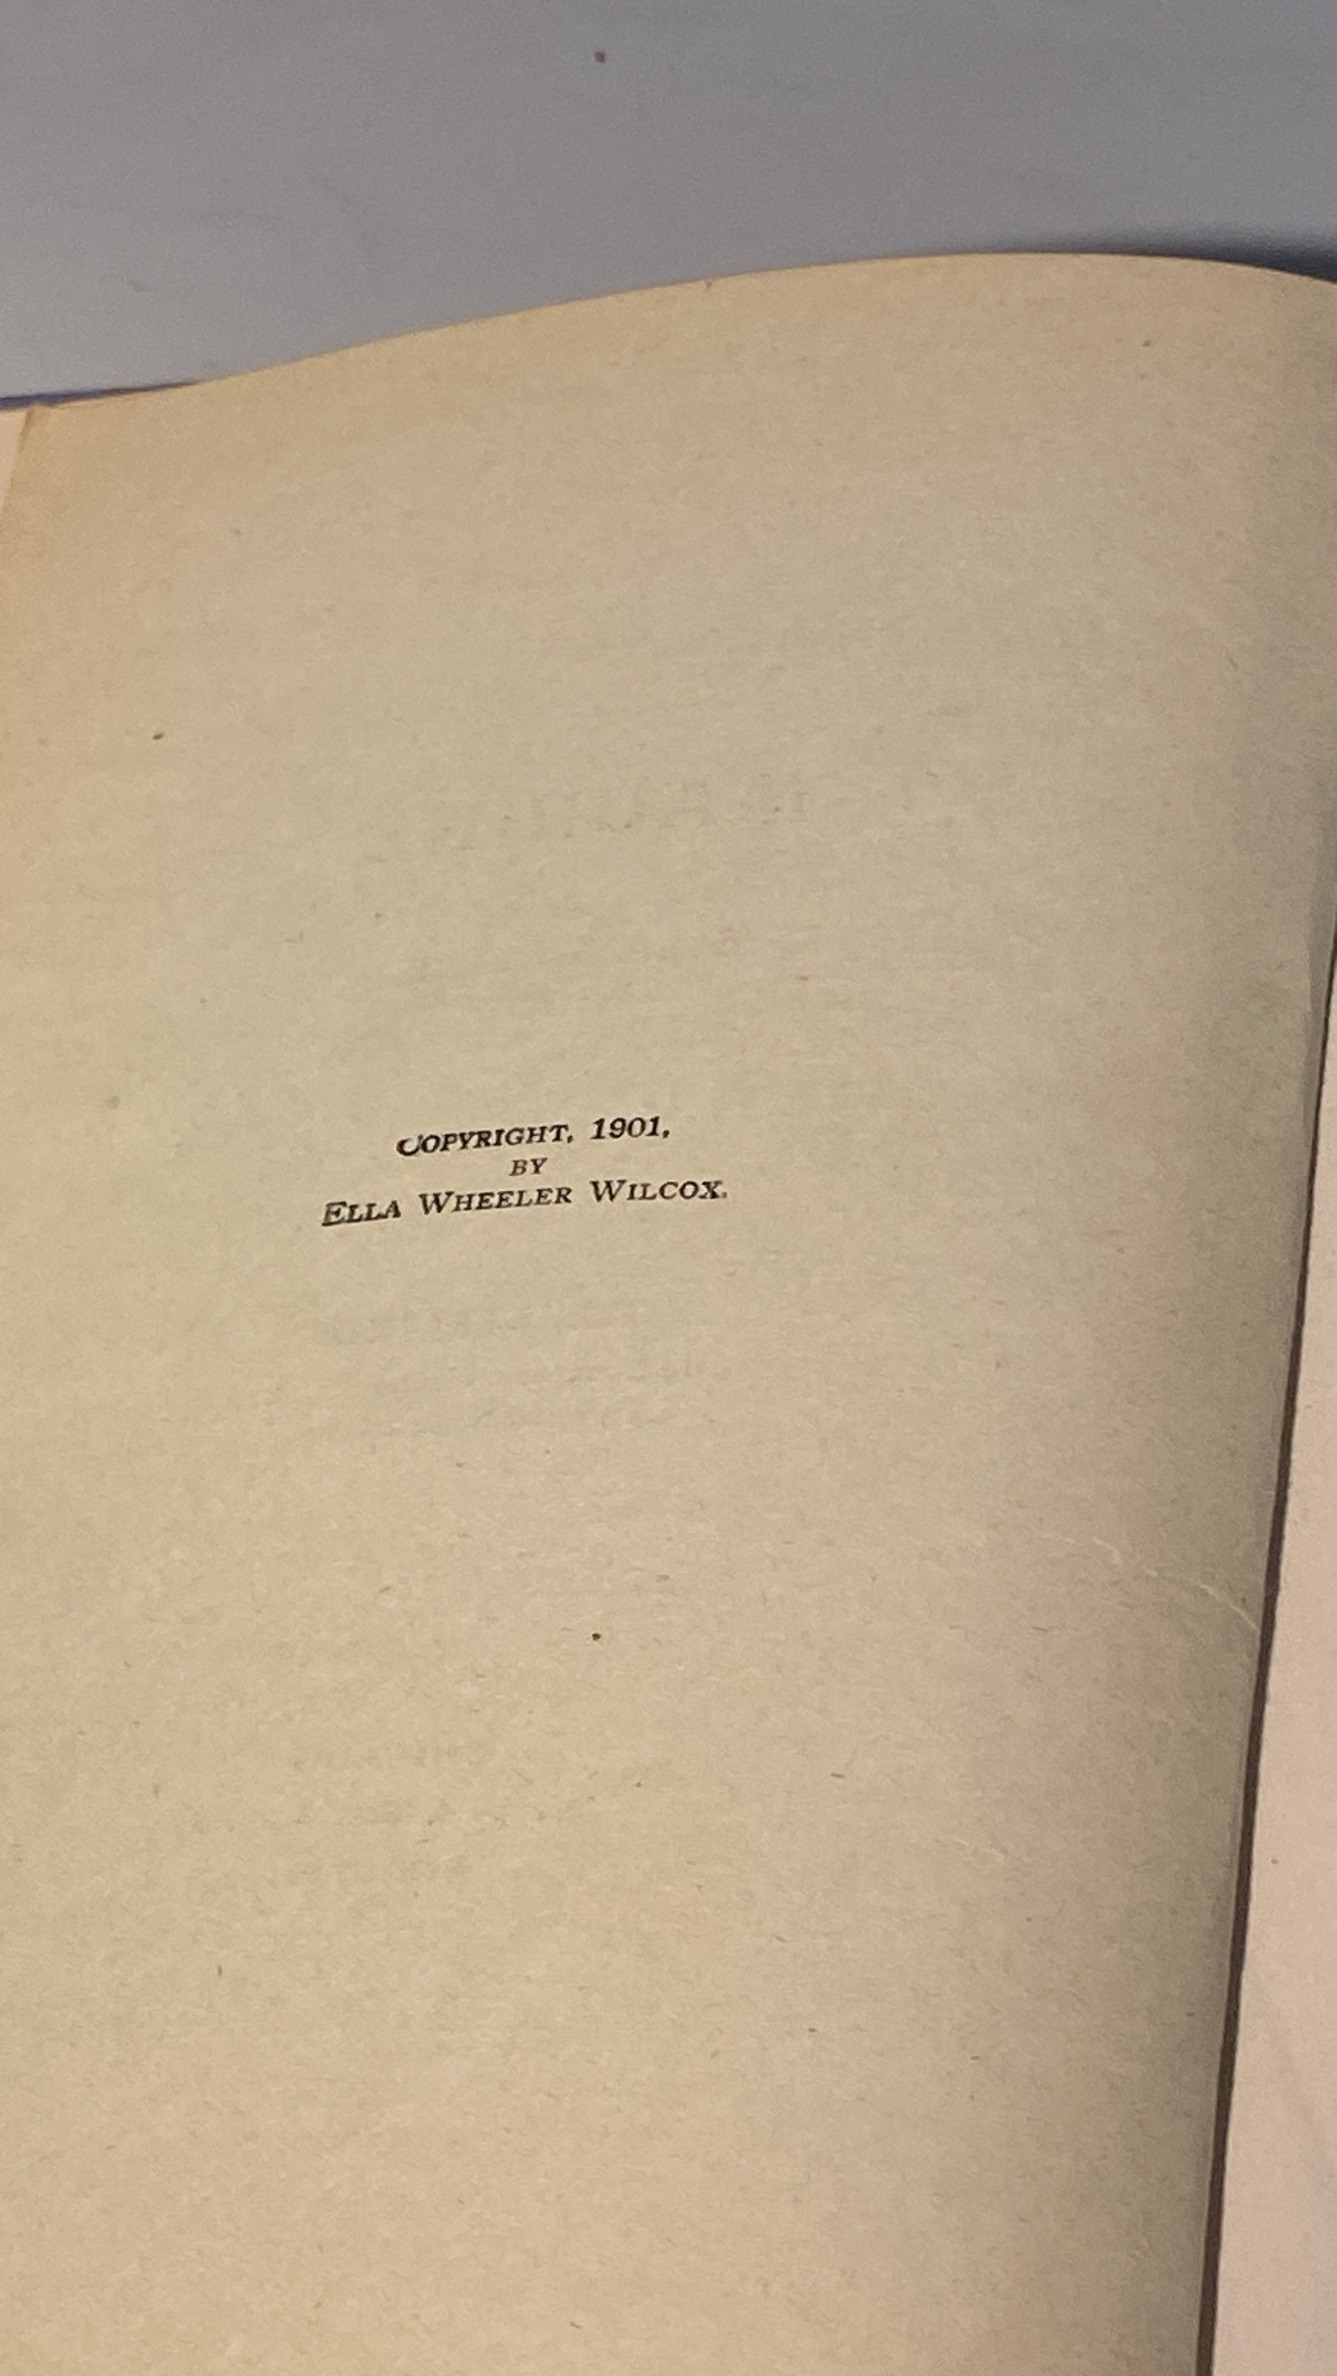 COPYRIGHT, 1901,
BY
ELLA WHEELER WILCOX.